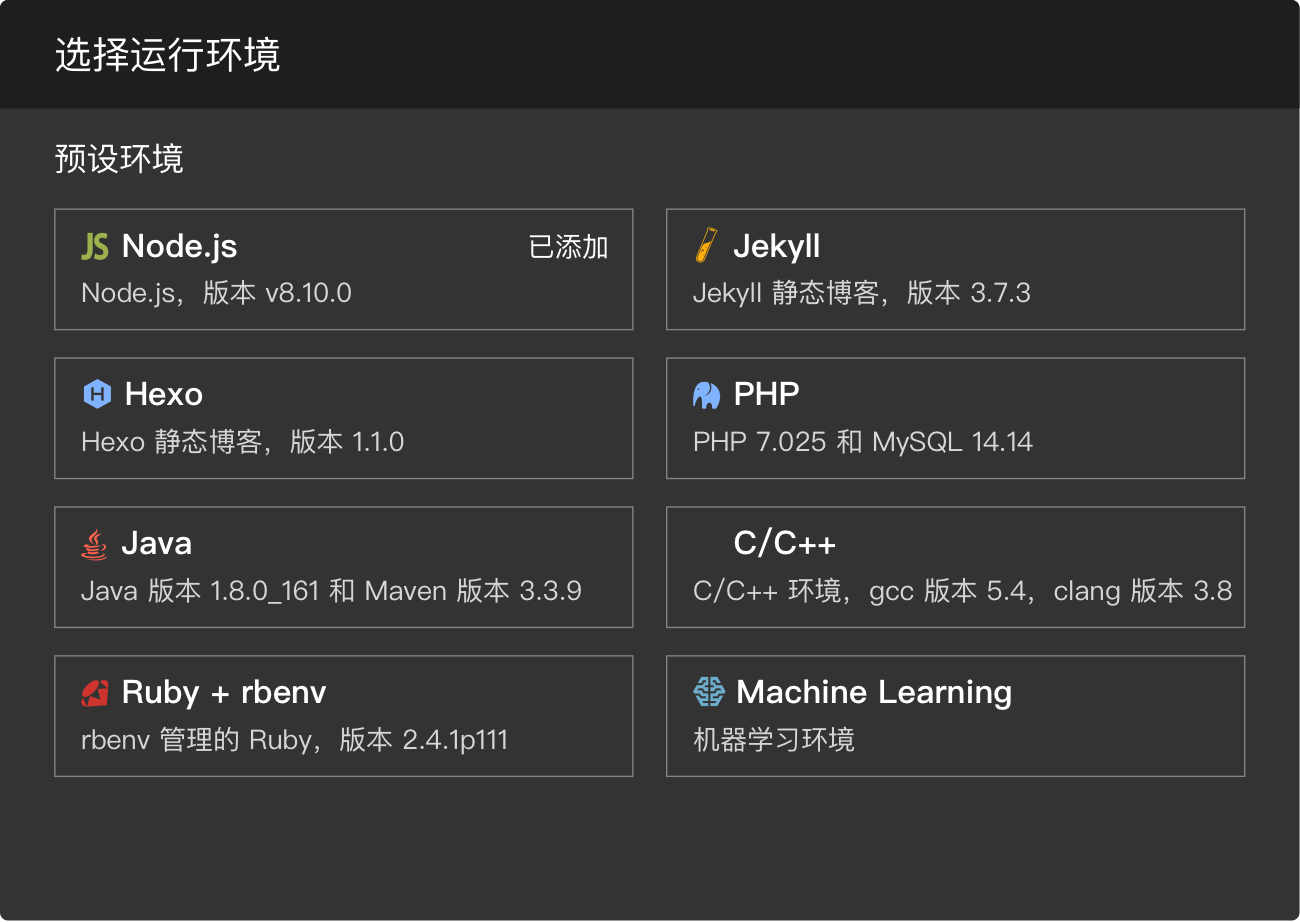 选择运行环境
预设环境
JS Node.js 已添加
Node.js，版本 v8.10.0
Jekyll
Jekyll 静态博客，版本 3.7.3
H Hexo
Hexo 静态博客，版本 1.1.0
PHP
PHP 7.025 和 MySQL 14.14
Java
Java 版本 1.8.0_161 和 Maven 版本 3.3.9
C/C++
C/C++ 环境，gcc 版本 5.4，clang 版本 3.8
Ruby + rbenv
rbenv 管理的 Ruby，版本 2.4.1p111
Machine Learning
机器学习环境